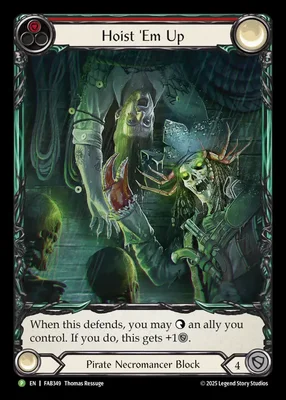 Hoist 'Em Up
When this defends, you may an ally you
control. If you do, this gets +1.
Pirate Necromancer Block
4
P EN | FAB349 Thomas Ressuge
© 2025 Legend Story Studios